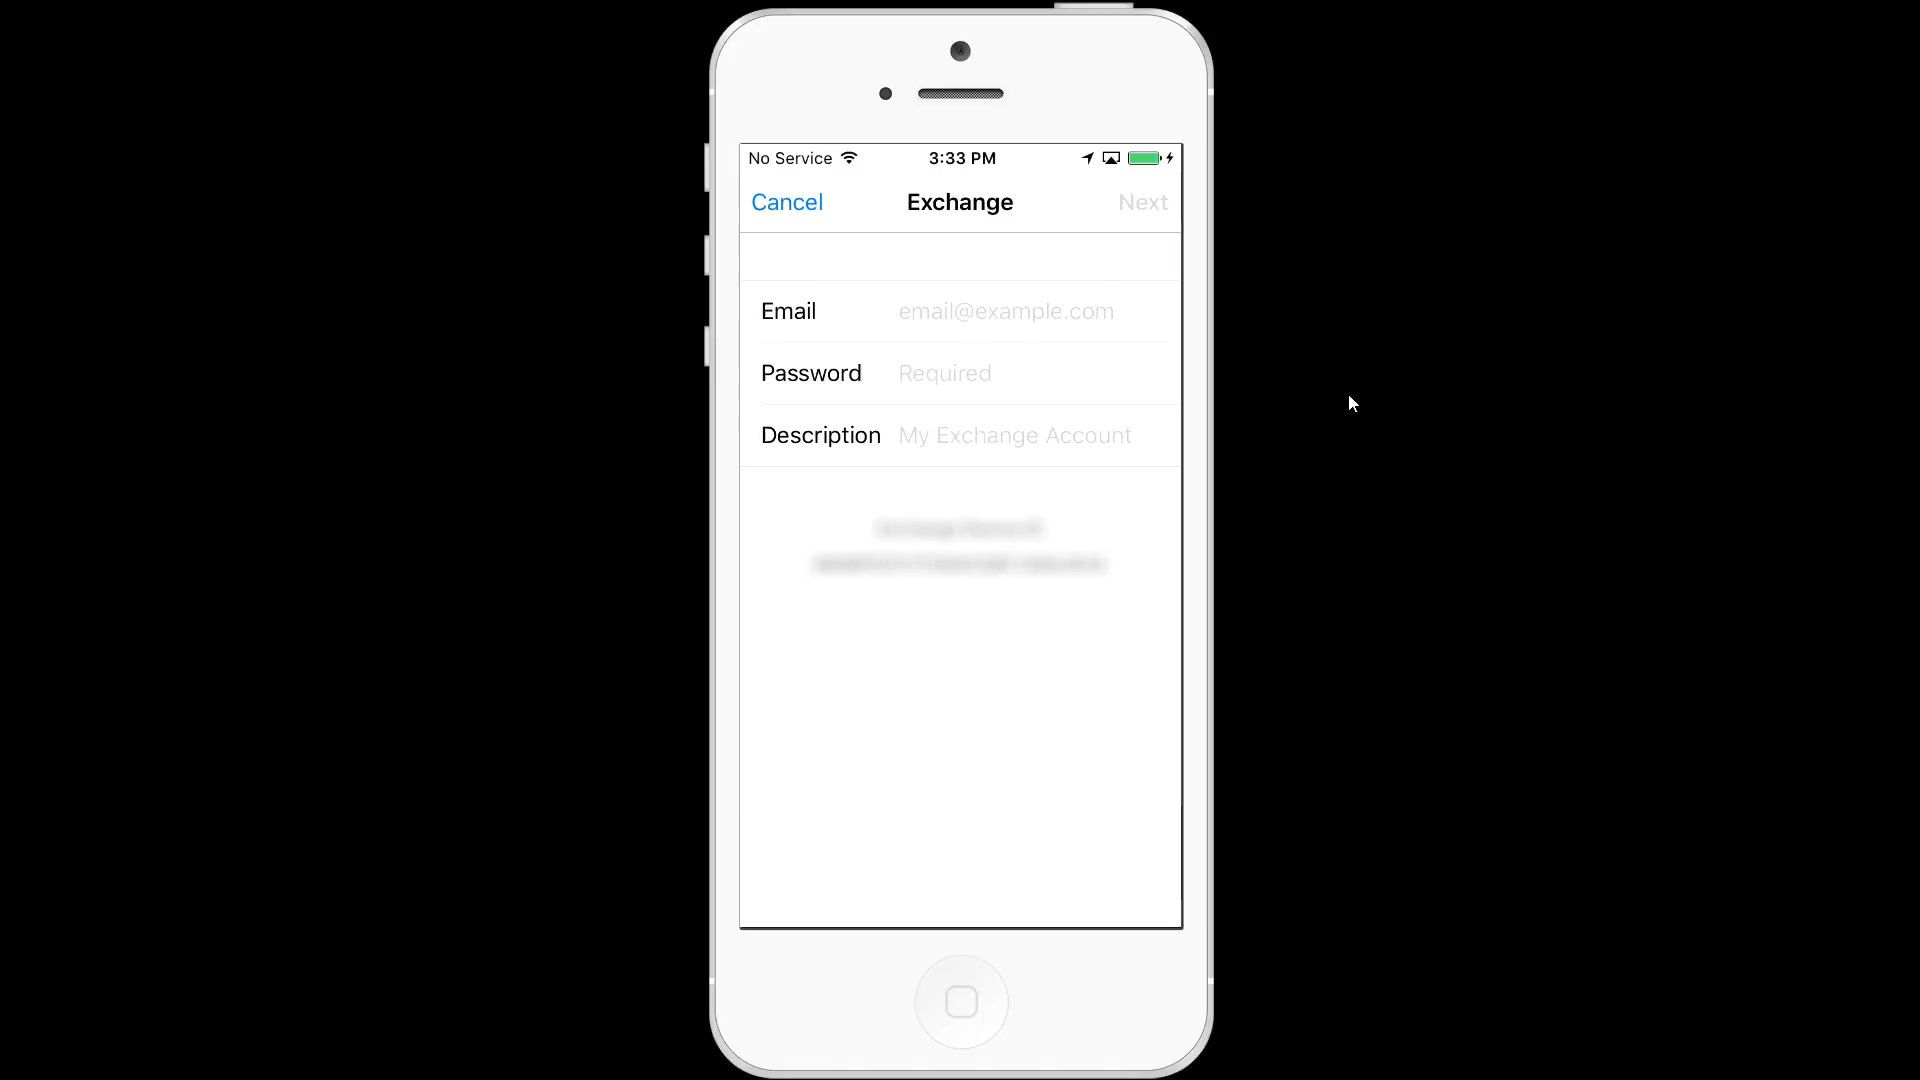 No Service 3:33 PM
Cancel Exchange Next
Email email@example.com
Password Required
Description My Exchange Account